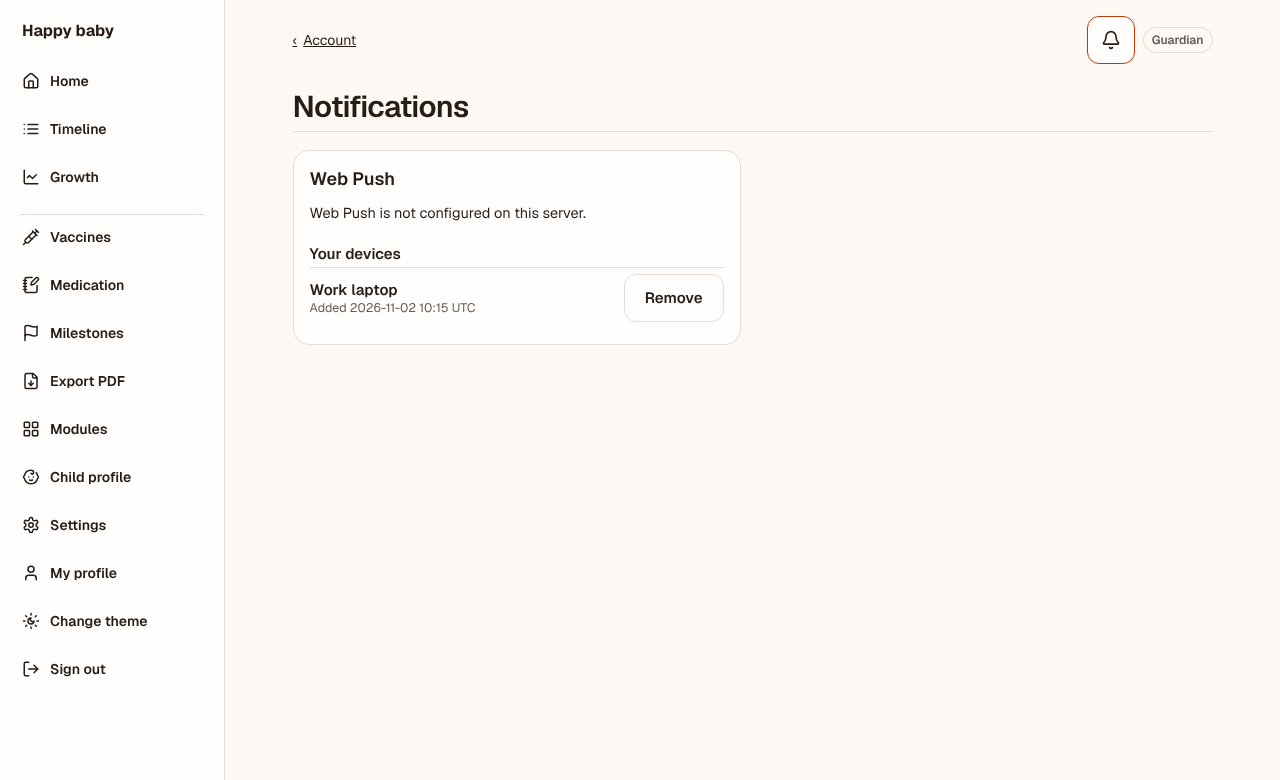 Happy baby
Home
Timeline
Growth
Vaccines
Medication
Milestones
Export PDF
Modules
Child profile
Settings
My profile
Change theme
Sign out
‹ Account
Guardian
Notifications
Web Push
Web Push is not configured on this server.
Your devices
Work laptop
Added 2026-11-02 10:15 UTC
Remove